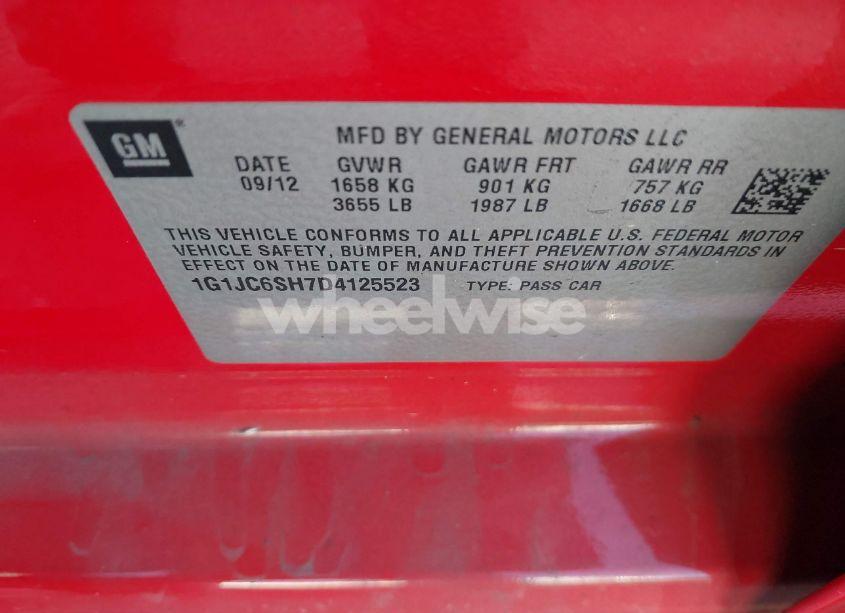 GM
MFD BY GENERAL MOTORS LLC
DATE GVWR GAWR FRT GAWR RR
09/12 1658 KG 901 KG 757 KG
3655 LB 1987 LB 1668 LB
THIS VEHICLE CONFORMS TO ALL APPLICABLE U.S. FEDERAL MOTOR
VEHICLE SAFETY, BUMPER, AND THEFT PREVENTION STANDARDS IN
EFFECT ON THE DATE OF MANUFACTURE SHOWN ABOVE.
1G1JC6SH7D4125523 TYPE: PASS CAR
wheelwise